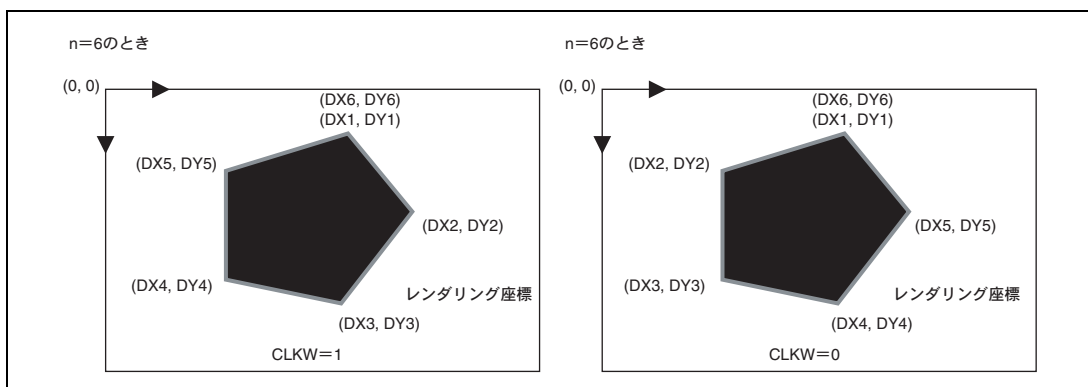 n＝6のとき
(0, 0)
(DX6, DY6)
(DX1, DY1)
(DX5, DY5)
(DX2, DY2)
(DX4, DY4)
レンダリング座標
(DX3, DY3)
CLKW＝1
n＝6のとき
(0, 0)
(DX6, DY6)
(DX1, DY1)
(DX2, DY2)
(DX5, DY5)
(DX3, DY3)
レンダリング座標
(DX4, DY4)
CLKW＝0